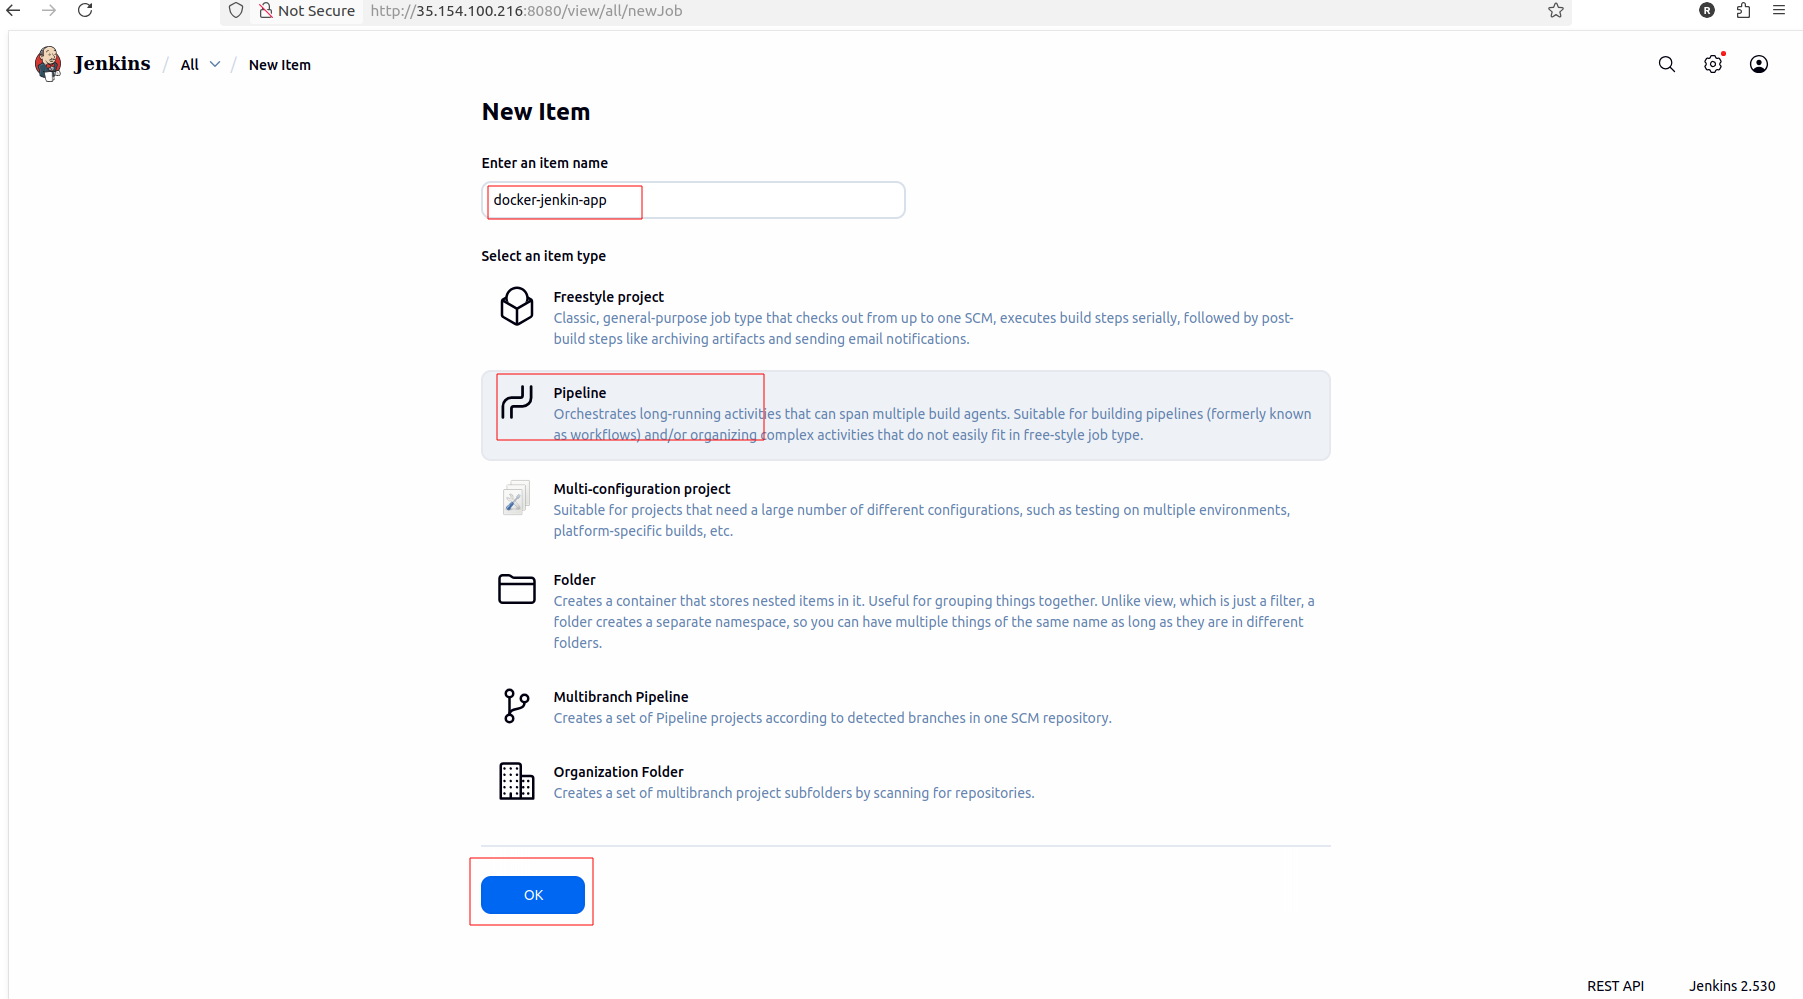 Not Secure http://35.154.100.216:8080/view/all/newJob
R
Jenkins / All / New Item
New Item
Enter an item name
docker-jenkin-app
Select an item type
Freestyle project
Classic, general-purpose job type that checks out from up to one SCM, executes build steps serially, followed by post-
build steps like archiving artifacts and sending email notifications.
Pipeline
Orchestrates long-running activities that can span multiple build agents. Suitable for building pipelines (formerly known
as workflows) and/or organizing complex activities that do not easily fit in free-style job type.
Multi-configuration project
Suitable for projects that need a large number of different configurations, such as testing on multiple environments,
platform-specific builds, etc.
Folder
Creates a container that stores nested items in it. Useful for grouping things together. Unlike view, which is just a filter, a
folder creates a separate namespace, so you can have multiple things of the same name as long as they are in different
folders.
Multibranch Pipeline
Creates a set of Pipeline projects according to detected branches in one SCM repository.
Organization Folder
Creates a set of multibranch project subfolders by scanning for repositories.
OK
REST API Jenkins 2.530